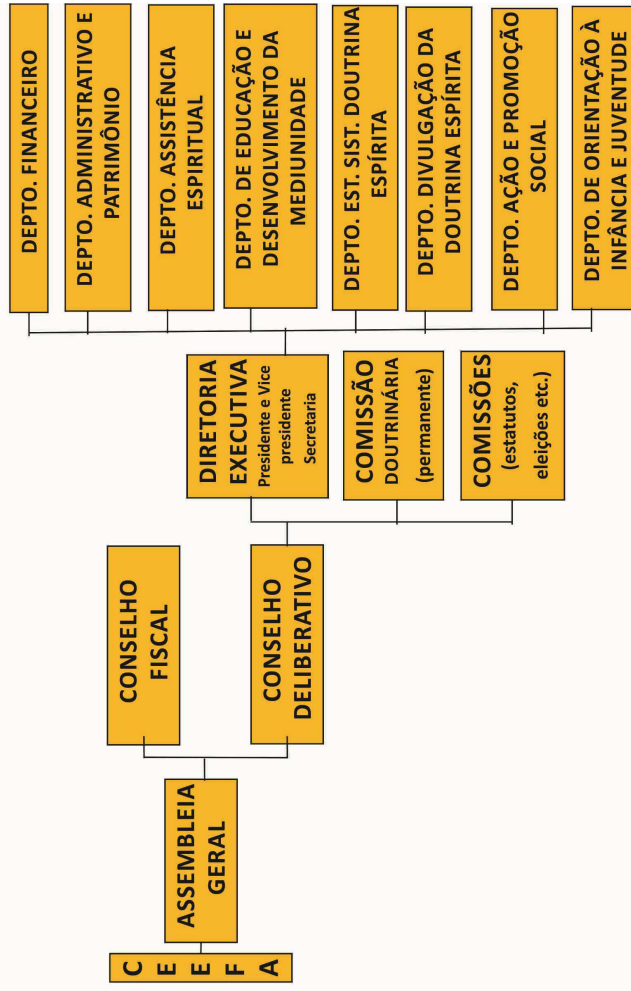 C
E
E
F
A
ASSEMBLEIA
GERAL
CONSELHO
FISCAL
CONSELHO
DELIBERATIVO
DIRETORIA
EXECUTIVA
Presidente e Vice
presidente
Secretaria
COMISSÃO
DOUTRINÁRIA
(permanente)
COMISSÕES
(estatutos,
eleições etc.)
DEPTO. FINANCEIRO
DEPTO. ADMINISTRATIVO E
PATRIMÔNIO
DEPTO. ASSISTÊNCIA
ESPIRITUAL
DEPTO. DE EDUCAÇÃO E
DESENVOLVIMENTO DA
MEDIUNIDADE
DEPTO. EST. SIST. DOUTRINA
ESPÍRITA
DEPTO. DIVULGAÇÃO DA
DOUTRINA ESPÍRITA
DEPTO. AÇÃO E PROMOÇÃO
SOCIAL
DEPTO. DE ORIENTAÇÃO À
INFÂNCIA E JUVENTUDE